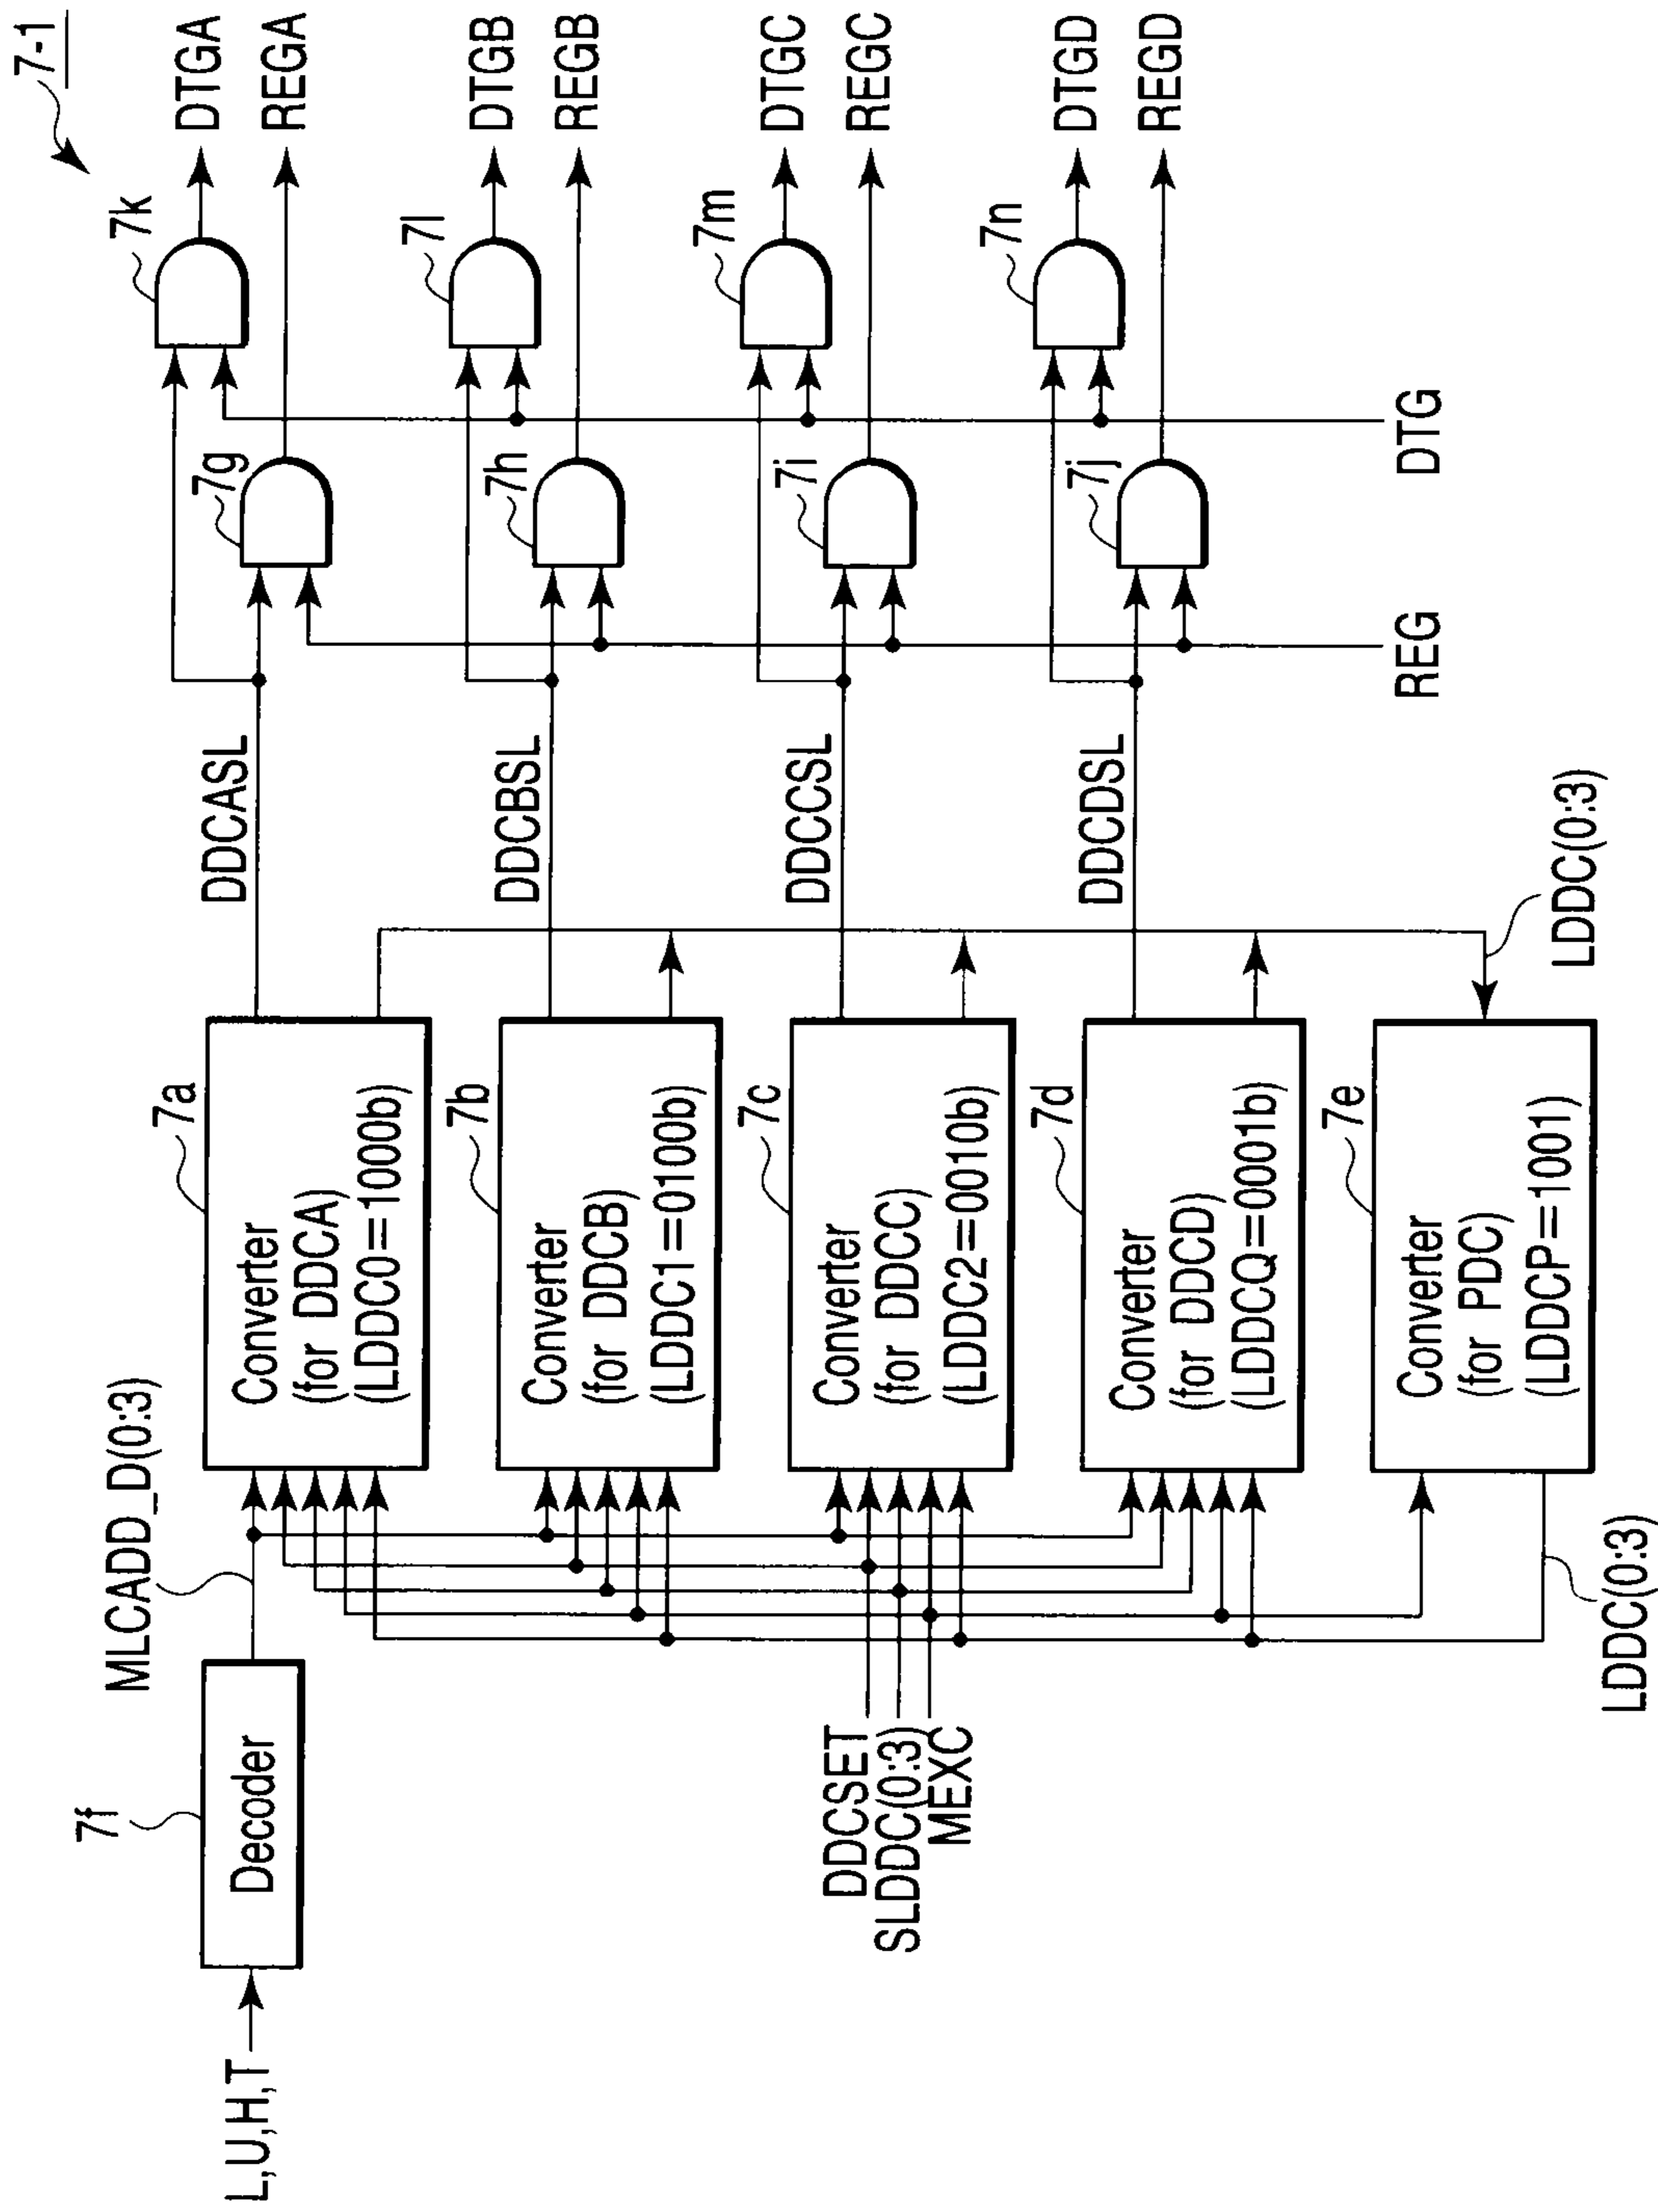 7-1
L,U,H,T
7f
Decoder
MLCADD_D(0:3)
DDCSET
SLDDC(0:3)
MEXC
7a
Converter
(for DDCA)
(LDDC0=1000b)
7b
Converter
(for DDCB)
(LDDC1=0100b)
7c
Converter
(for DDCC)
(LDDC2=0010b)
7d
Converter
(for DDCD)
(LDDCQ=0001b)
7e
Converter
(for PDC)
(LDDCP=1001)
LDDC(0:3)
LDDC(0:3)
DDCASL
DDCBSL
DDCCSL
DDCDSL
7g
7h
7i
7j
REG
7k
7l
7m
7n
DTG
DTGA
REGA
DTGB
REGB
DTGC
REGC
DTGD
REGD